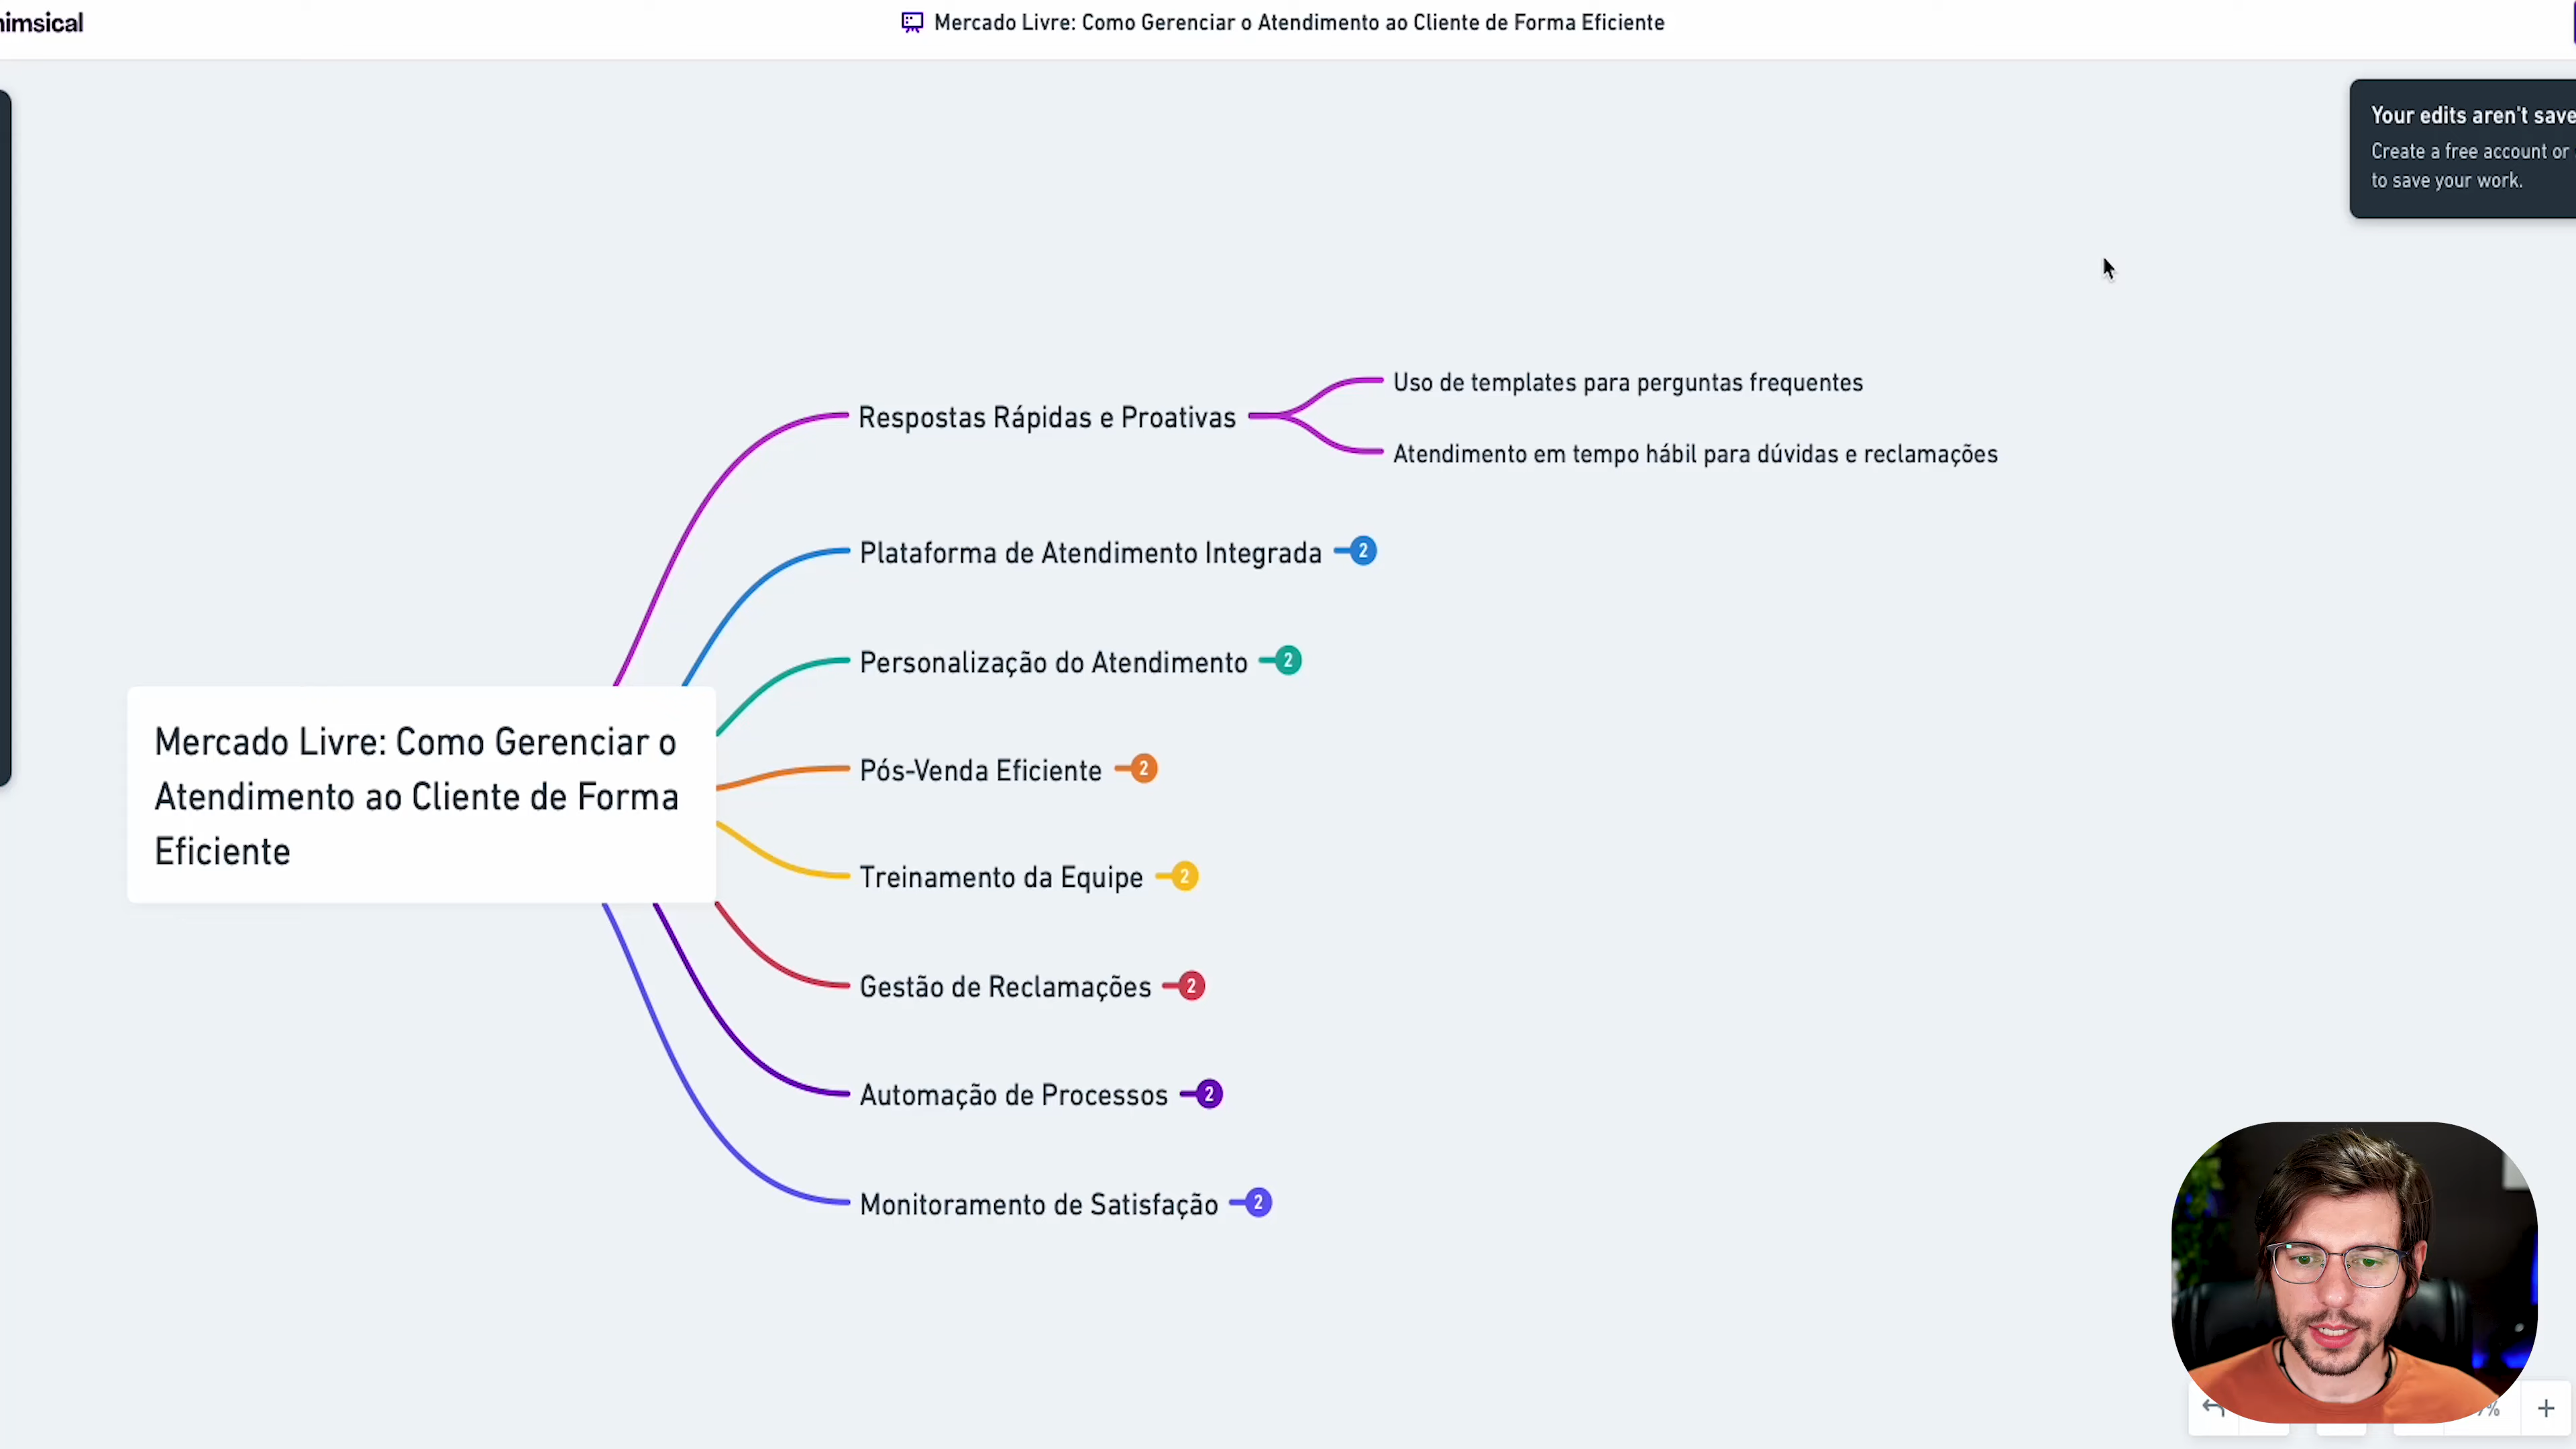 himsical
Mercado Livre: Como Gerenciar o Atendimento ao Cliente de Forma Eficiente
Your edits aren't save
Create a free account or
to save your work.
Uso de templates para perguntas frequentes
Respostas Rápidas e Proativas
Atendimento em tempo hábil para dúvidas e reclamações
Plataforma de Atendimento Integrada 2
Personalização do Atendimento 2
Mercado Livre: Como Gerenciar o
Atendimento ao Cliente de Forma
Eficiente
Pós-Venda Eficiente 2
Treinamento da Equipe 2
Gestão de Reclamações 2
Automação de Processos 2
Monitoramento de Satisfação 2
%